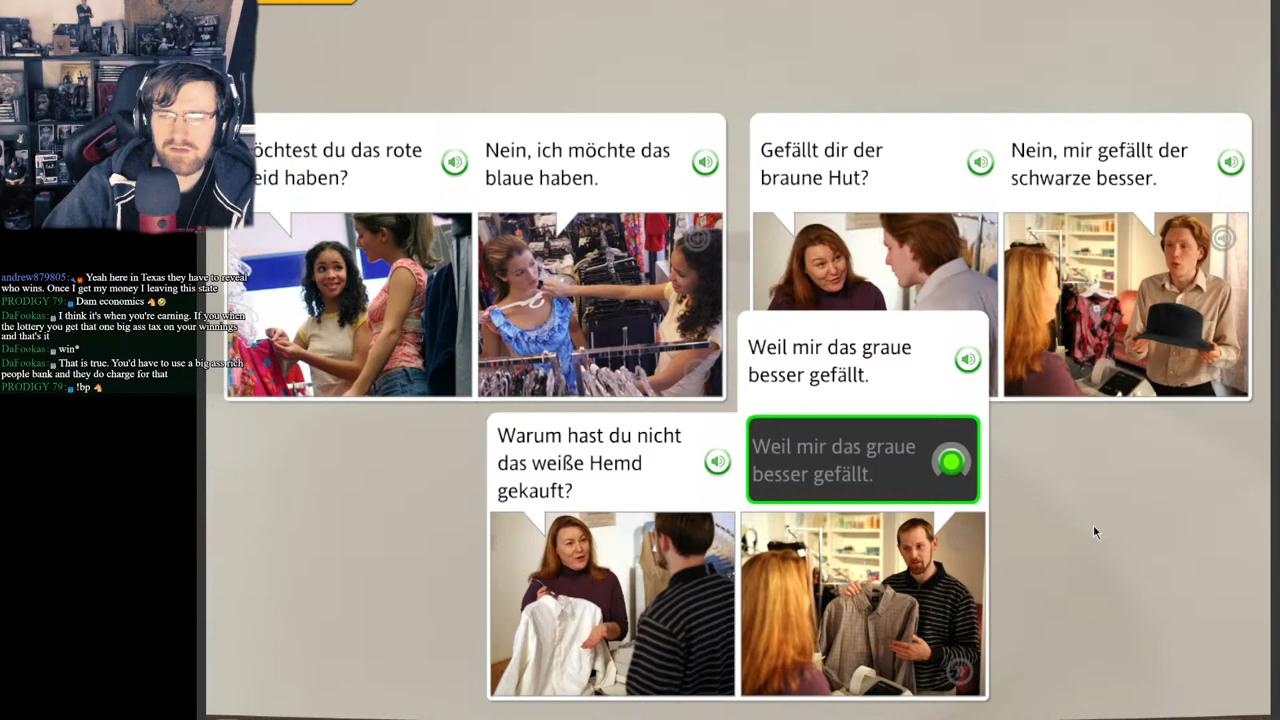 öchtest du das rote
eid haben?
Nein, ich möchte das
blaue haben.
Gefällt dir der
braune Hut?
Nein, mir gefällt der
schwarze besser.
andrew879805: Yeah here in Texas they have to reveal
who wins. Once I get my money I leaving this state
PRODIGY 79: Dam economics
DaFookas: I think it's when you're earning. If you when
the lottery you get that one big ass tax on your winnings
and that's it
DaFookas: win*
DaFookas: That is true. You'd have to use a big ass rich
people bank and they do charge for that
PRODIGY 79: !bp
Weil mir das graue
besser gefällt.
Warum hast du nicht
das weiße Hemd
gekauft?
Weil mir das graue
besser gefällt.